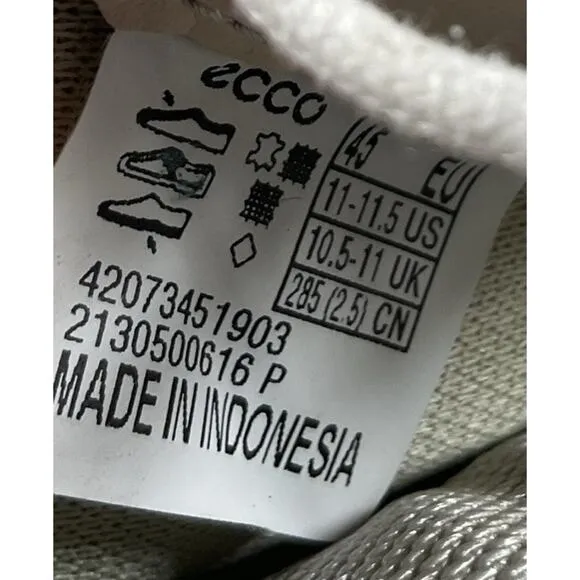 ecco
45 EU
11-11.5 US
10.5-11 UK
285 (2.5) CN
42073451903
2130500616 P
MADE IN INDONESIA